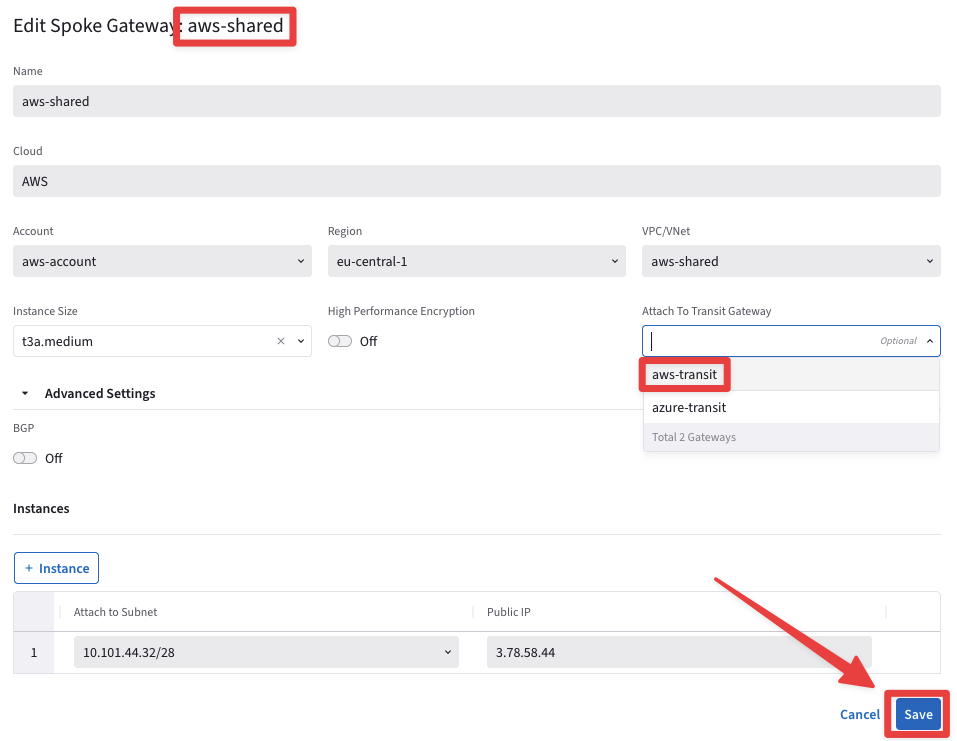 Edit Spoke Gateway: aws-shared
Name
aws-shared
Cloud
AWS
Account
Region
VPC/VNet
aws-account
eu-central-1
aws-shared
Instance Size
High Performance Encryption
Attach To Transit Gateway
t3a.medium
Off
Optional
aws-transit
azure-transit
Total 2 Gateways
Advanced Settings
BGP
Off
Instances
+ Instance
Attach to Subnet
Public IP
1
10.101.44.32/28
3.78.58.44
Cancel
Save